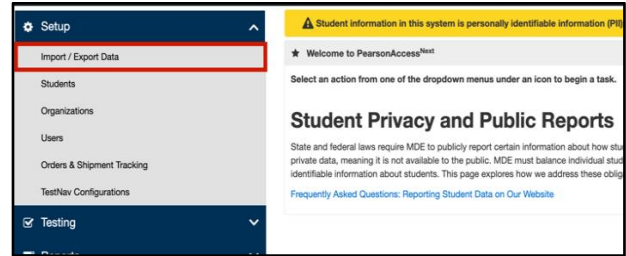 Setup
Import / Export Data
Students
Organizations
Users
Orders & Shipment Tracking
TestNav Configurations
Testing
Student information in this system is personally identifiable information (PII)
Welcome to PearsonAccessNext
Select an action from one of the dropdown menus under an icon to begin a task.
Student Privacy and Public Reports
State and federal laws require MDE to publicly report certain information about how stu
private data, meaning it is not available to the public. MDE must balance individual stud
identifiable information about students. This page explores how we address these oblig
Frequently Asked Questions: Reporting Student Data on Our Website